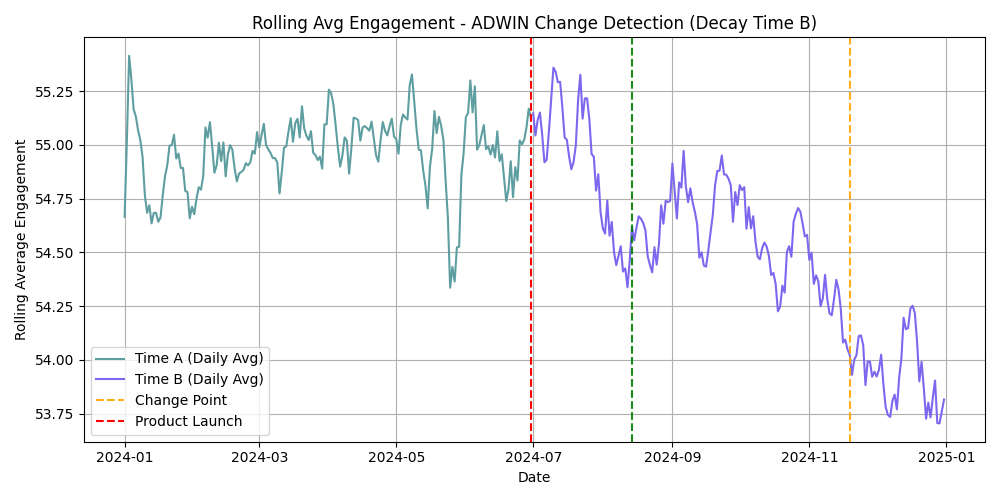 Rolling Avg Engagement - ADWIN Change Detection (Decay Time B)
Rolling Average Engagement
55.25
55.00
54.75
54.50
54.25
54.00
53.75
Time A (Daily Avg)
Time B (Daily Avg)
Change Point
Product Launch
2024-01
2024-03
2024-05
2024-07
2024-09
2024-11
2025-01
Date